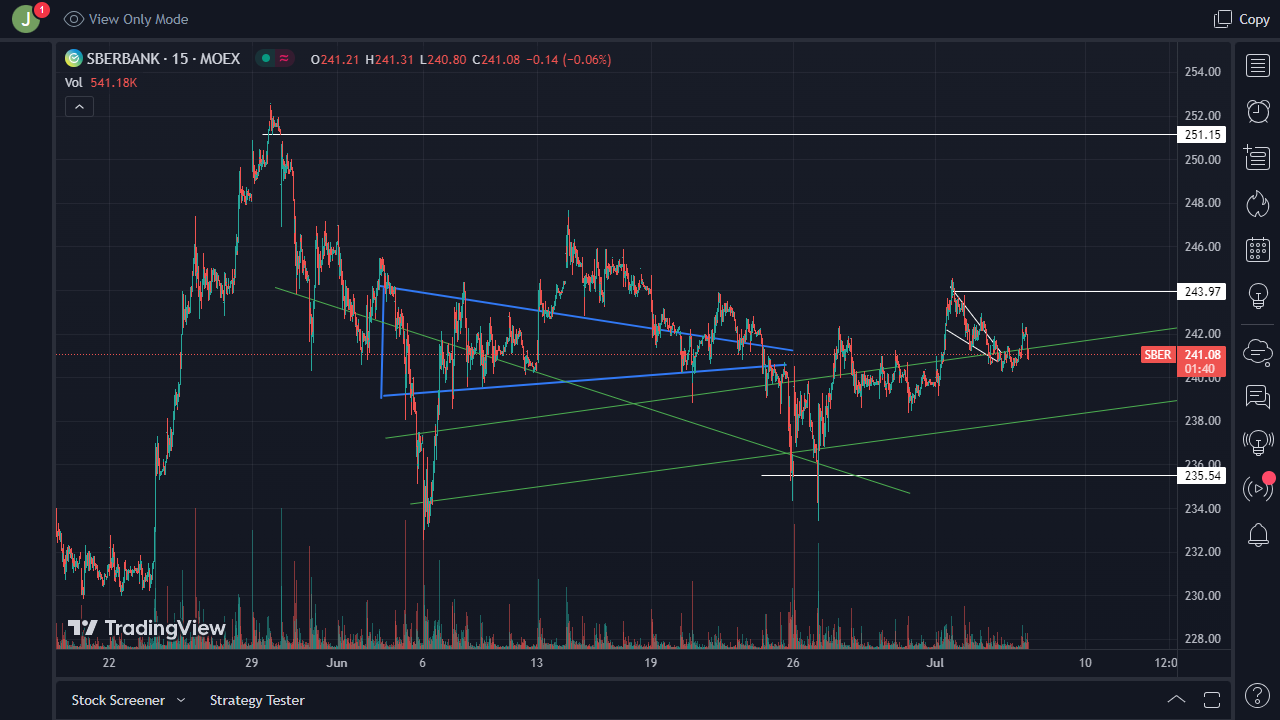 J
1
View Only Mode
Copy
SBERBANK · 15 · MOEX
≈
O241.21 H241.31 L240.80 C241.08 −0.14 (−0.06%)
Vol 541.18K
254.00
252.00
251.15
250.00
248.00
246.00
243.97
242.00
SBER 241.08
01:40
240.00
238.00
236.00
235.54
234.00
232.00
230.00
228.00
TradingView
22 29 Jun 6 13 19 26 Jul 10 12:0
Stock Screener Strategy Tester